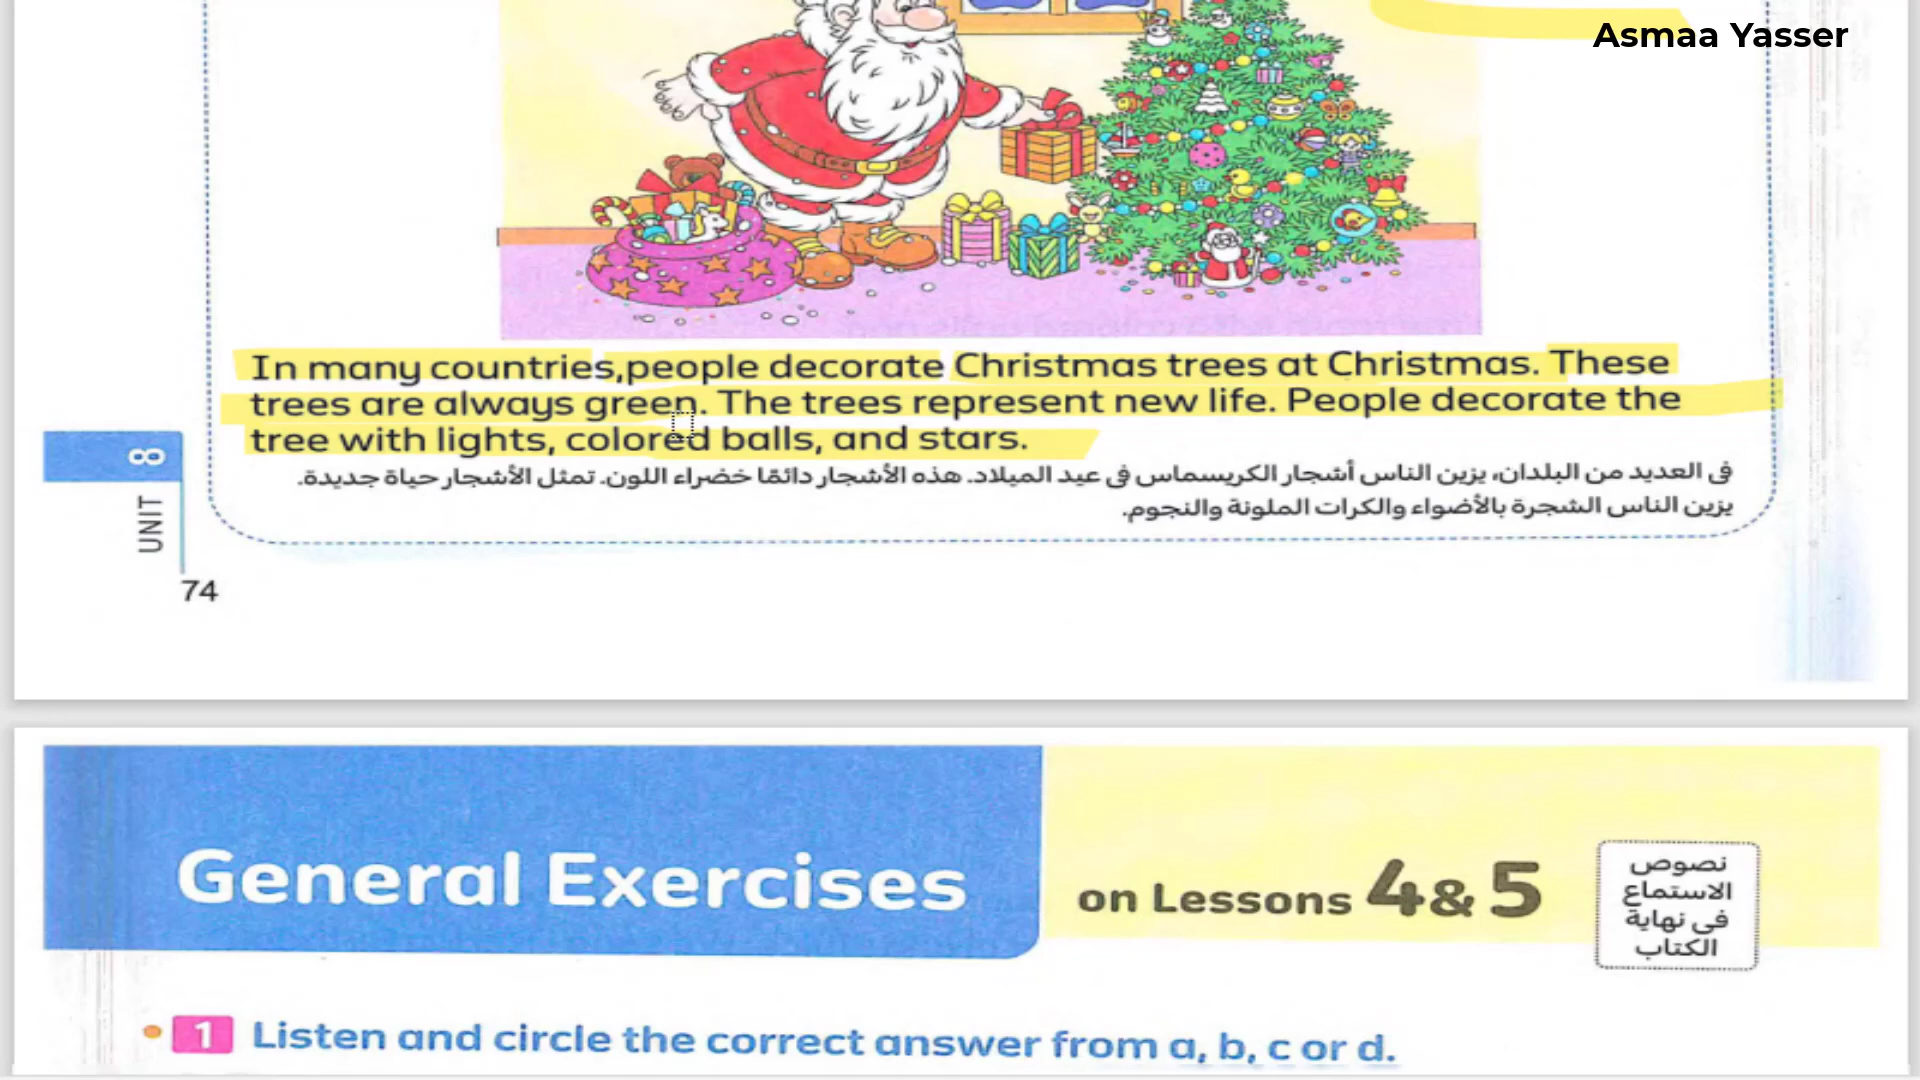 Asmaa Yasser
In many countries,people decorate Christmas trees at Christmas. These
trees are always green. The trees represent new life. People decorate the
tree with lights, colored balls, and stars.
فى العديد من البلدان، يزين الناس أشجار الكريسماس فى عيد الميلاد. هذه الأشجار دائمًا خضراء اللون. تمثل الأشجار حياة جديدة.
يزين الناس الشجرة بالأضواء والكرات الملونة والنجوم.
UNIT 8
74
General Exercises
on Lessons 4& 5
نصوص
الاستماع
فى نهاية
الكتاب
1 Listen and circle the correct answer from a, b, c or d.